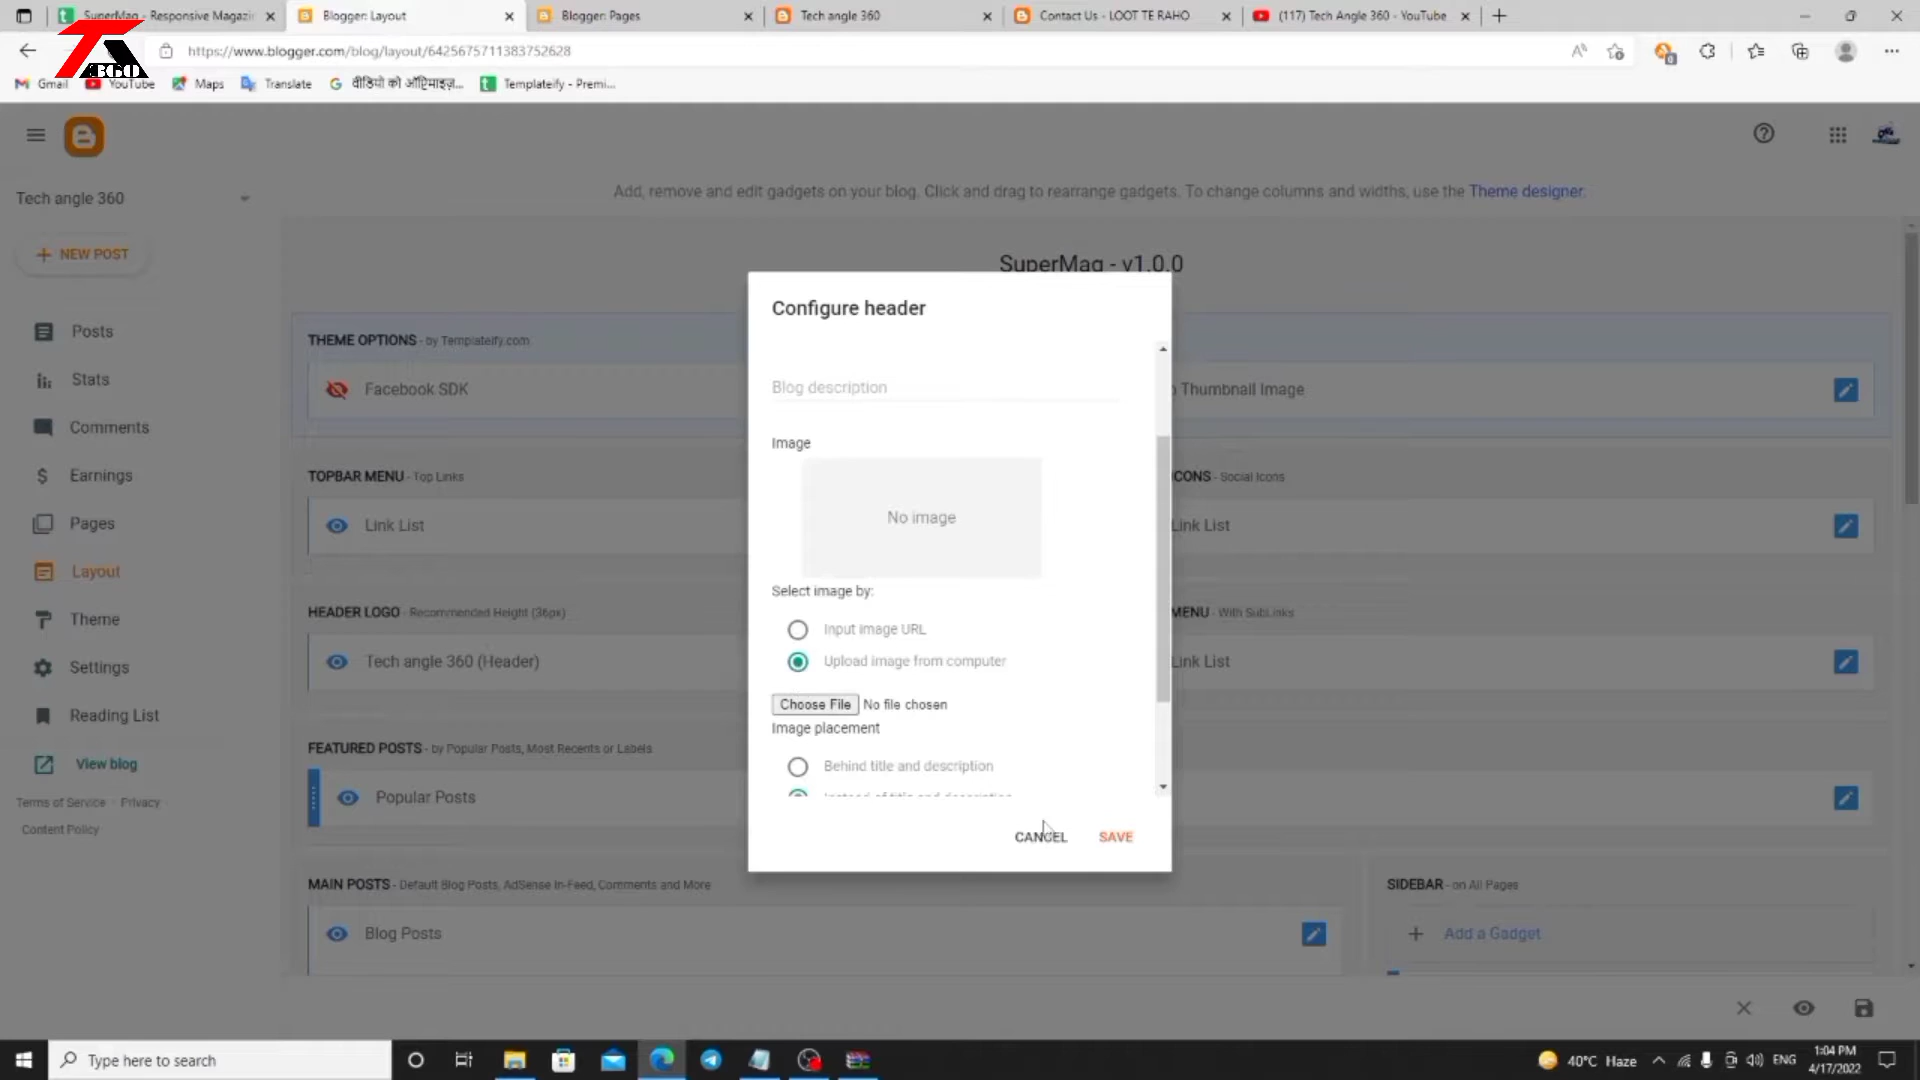 SuperMag - Responsive Magazin
Blogger: Layout
Blogger: Pages
Tech angle 360
Contact Us - LOOT TE RAHO
(117) Tech Angle 360 - YouTube
https://www.blogger.com/blog/layout/6425675711383752628
TA
360
Gmail
YouTube
Maps
Translate
वीडियो को ऑप्टिमाइज़...
Templateify - Premi...
Tech angle 360
Add, remove and edit gadgets on your blog. Click and drag to rearrange gadgets. To change columns and widths, use the Theme designer.
NEW POST
Posts
Stats
Comments
Earnings
Pages
Layout
Theme
Settings
Reading List
View blog
Terms of Service · Privacy
Content Policy
SuperMag - v1.0.0
THEME OPTIONS - by Templateify.com
Facebook SDK
Thumbnail Image
TOPBAR MENU - Top Links
Link List
ICONS - Social Icons
Link List
HEADER LOGO - Recommended Height (36px)
Tech angle 360 (Header)
MENU - With SubLinks
Link List
FEATURED POSTS - by Popular Posts, Most Recents or Labels
Popular Posts
MAIN POSTS - Default Blog Posts, AdSense In-Feed, Comments and More
Blog Posts
SIDEBAR - on All Pages
Add a Gadget
Configure header
Blog description
Image
No image
Select image by:
Input image URL
Upload image from computer
Choose File No file chosen
Image placement
Behind title and description
Instead of title and description
CANCEL
SAVE
Type here to search
40°C Haze
ENG
1:04 PM
4/17/2022